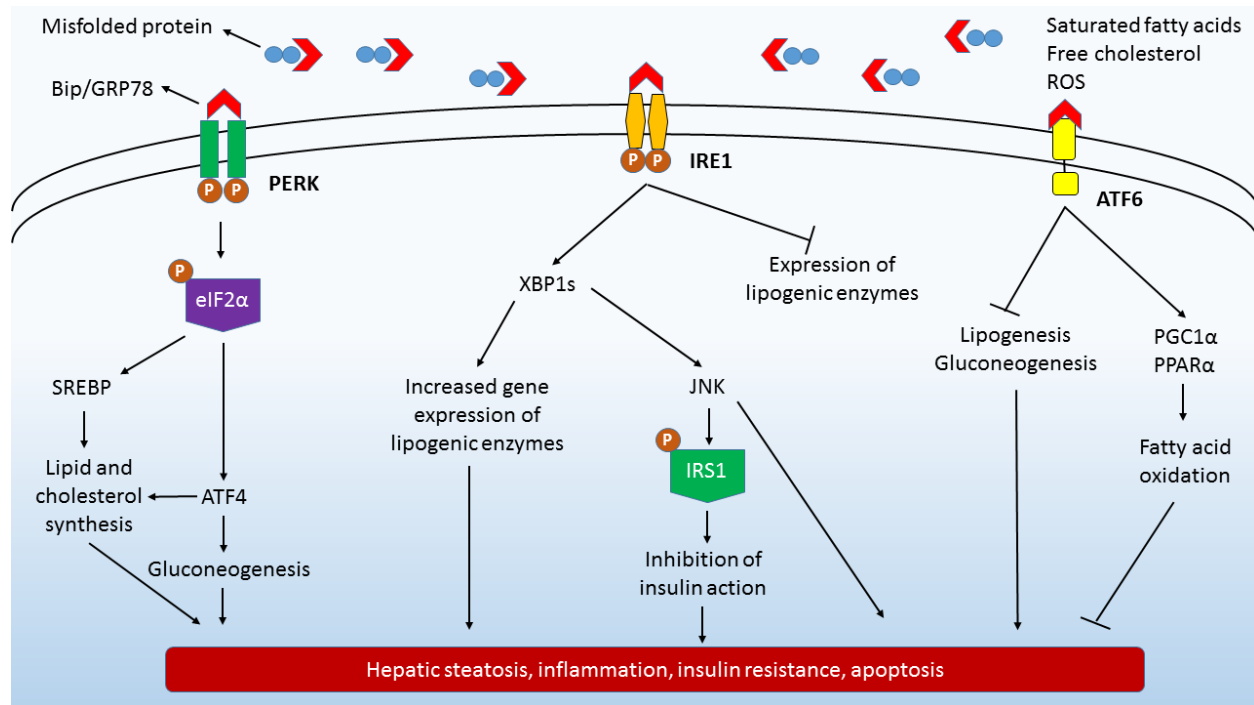 Misfolded protein
Saturated fatty acids
Free cholesterol
ROS
Bip/GRP78
P P
PERK
P P
IRE1
ATF6
P
eIF2α
XBP1s
Expression of
lipogenic enzymes
Lipogenesis
Gluconeogenesis
PGC1α
PPARα
SREBP
Increased gene
expression of
lipogenic enzymes
JNK
P
IRS1
Fatty acid
oxidation
Lipid and
cholesterol
synthesis
ATF4
Gluconeogenesis
Inhibition of
insulin action
Hepatic steatosis, inflammation, insulin resistance, apoptosis